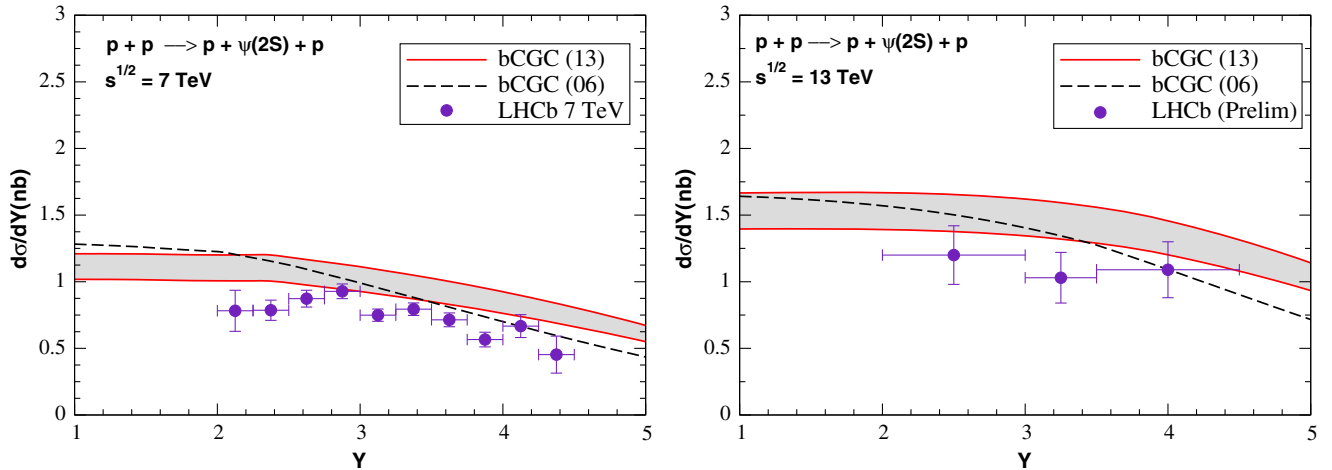 p + p —> p + ψ(2S) + p
s^1/2 = 7 TeV
bCGC (13)
bCGC (06)
LHCb 7 TeV
dσ/dY(nb)
3
2.5
2
1.5
1
0.5
0
1 2 3 4 5
Y
p + p —> p + ψ(2S) + p
s^1/2 = 13 TeV
bCGC (13)
bCGC (06)
LHCb (Prelim)
dσ/dY(nb)
3
2.5
2
1.5
1
0.5
0
1 2 3 4 5
Y